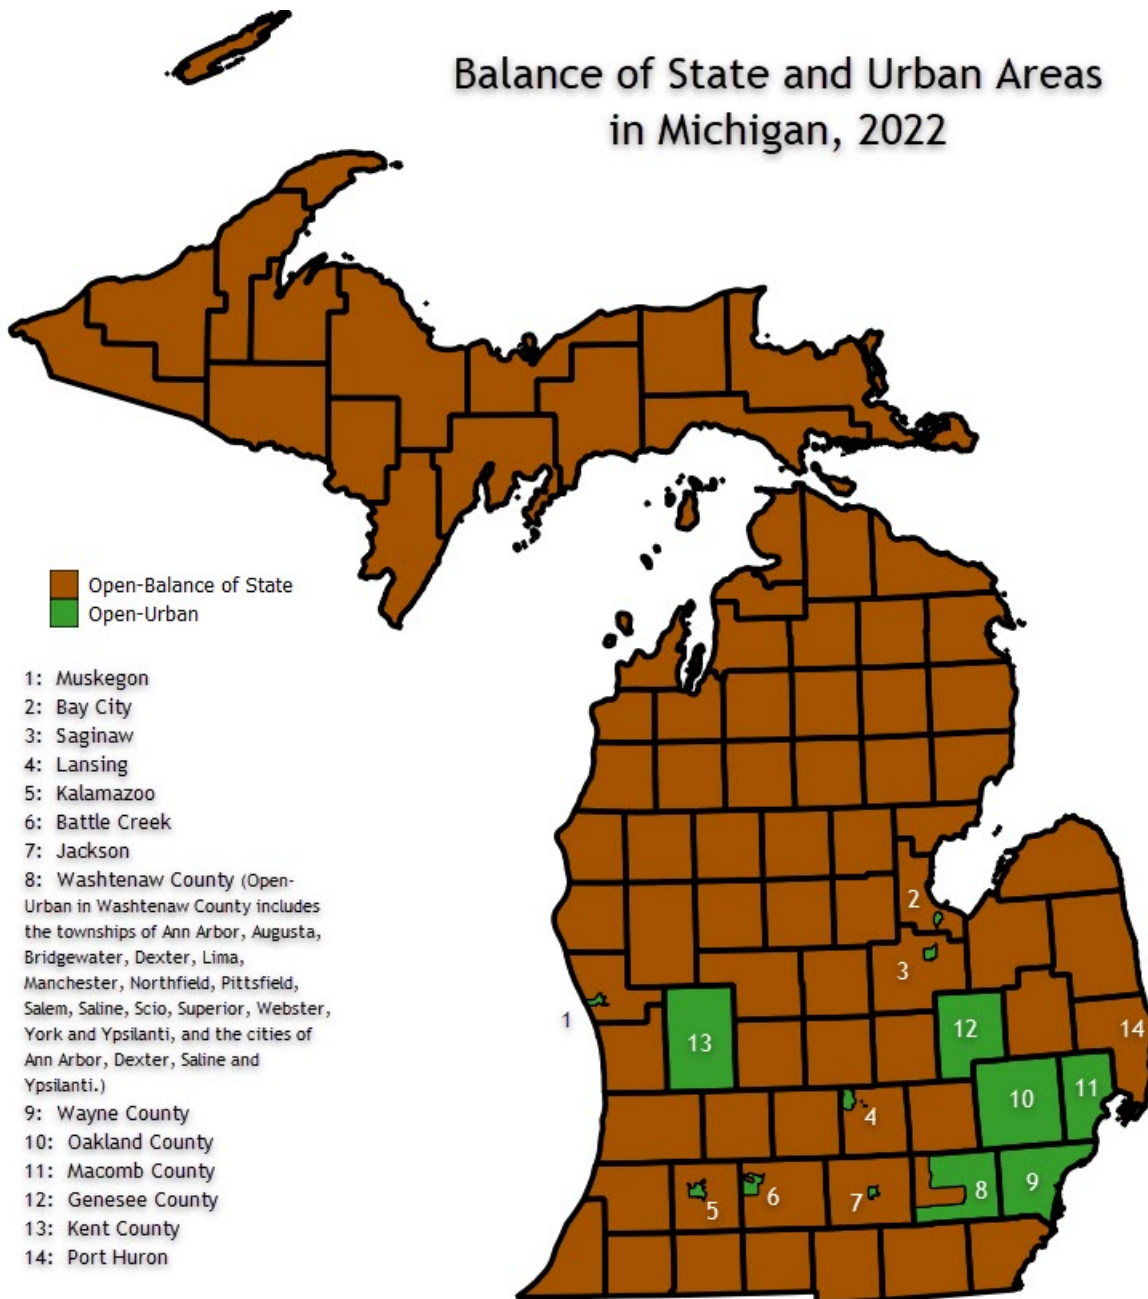 Balance of State and Urban Areas
in Michigan, 2022
Open-Balance of State
Open-Urban
1: Muskegon
2: Bay City
3: Saginaw
4: Lansing
5: Kalamazoo
6: Battle Creek
7: Jackson
8: Washtenaw County (Open-
Urban in Washtenaw County includes
the townships of Ann Arbor, Augusta,
Bridgewater, Dexter, Lima,
Manchester, Northfield, Pittsfield,
Salem, Saline, Scio, Superior, Webster,
York and Ypsilanti, and the cities of
Ann Arbor, Dexter, Saline and
Ypsilanti.)
9: Wayne County
10: Oakland County
11: Macomb County
12: Genesee County
13: Kent County
14: Port Huron
2
3
1
13
12
14
10
11
4
5
6
7
8
9